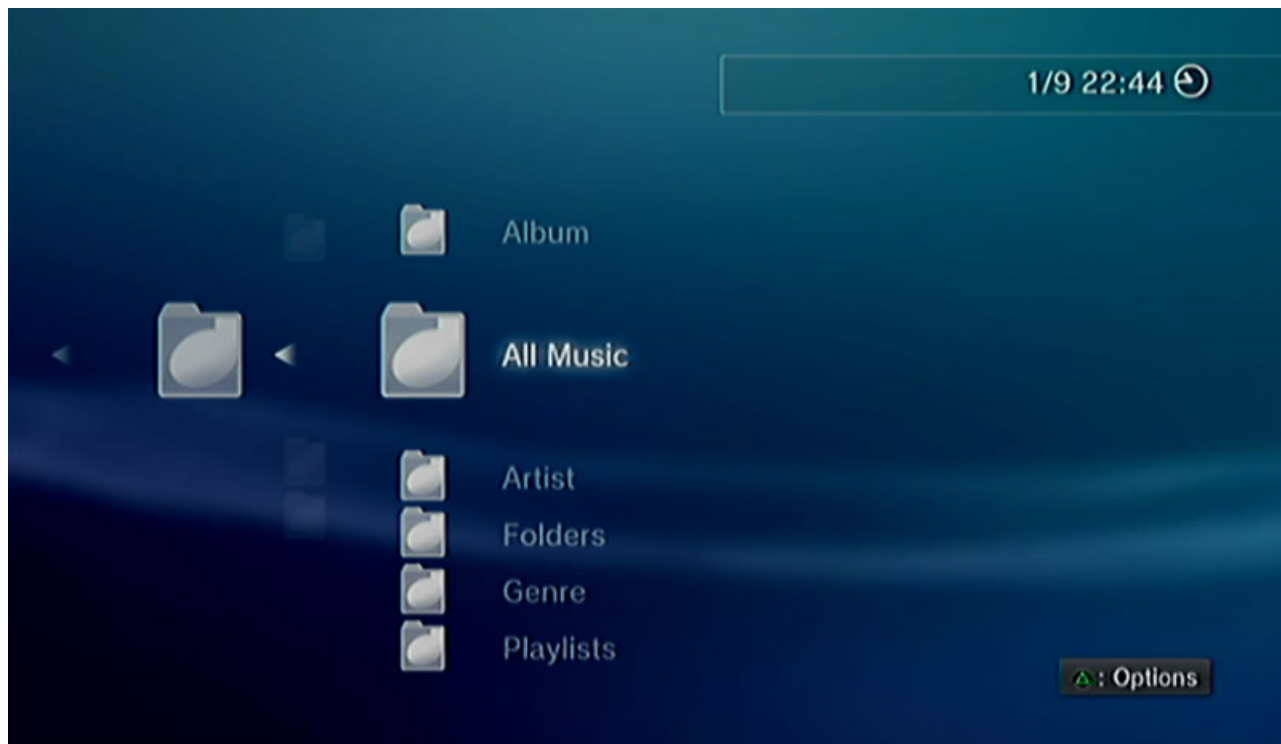 1/9 22:44
Album
All Music
Artist
Folders
Genre
Playlists
: Options